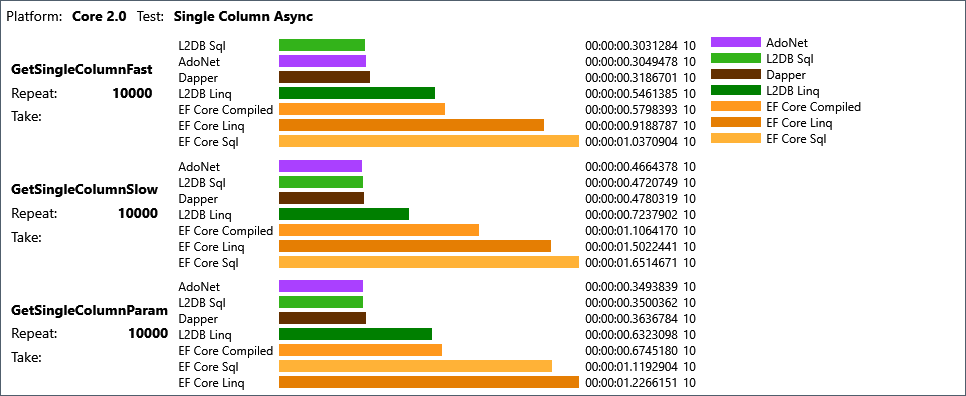 Platform: Core 2.0 Test: Single Column Async
GetSingleColumnFast
Repeat: 10000
Take:
L2DB Sql 00:00:00.3031284 10
AdoNet 00:00:00.3049478 10
Dapper 00:00:00.3186701 10
L2DB Linq 00:00:00.5461385 10
EF Core Compiled 00:00:00.5798393 10
EF Core Linq 00:00:00.9188787 10
EF Core Sql 00:00:01.0370904 10
GetSingleColumnSlow
Repeat: 10000
Take:
AdoNet 00:00:00.4664378 10
L2DB Sql 00:00:00.4720749 10
Dapper 00:00:00.4780319 10
L2DB Linq 00:00:00.7237902 10
EF Core Compiled 00:00:01.1064170 10
EF Core Linq 00:00:01.5022441 10
EF Core Sql 00:00:01.6514671 10
GetSingleColumnParam
Repeat: 10000
Take:
AdoNet 00:00:00.3493839 10
L2DB Sql 00:00:00.3500362 10
Dapper 00:00:00.3636784 10
L2DB Linq 00:00:00.6323098 10
EF Core Compiled 00:00:00.6745180 10
EF Core Sql 00:00:01.1192904 10
EF Core Linq 00:00:01.2266151 10
AdoNet
L2DB Sql
Dapper
L2DB Linq
EF Core Compiled
EF Core Linq
EF Core Sql